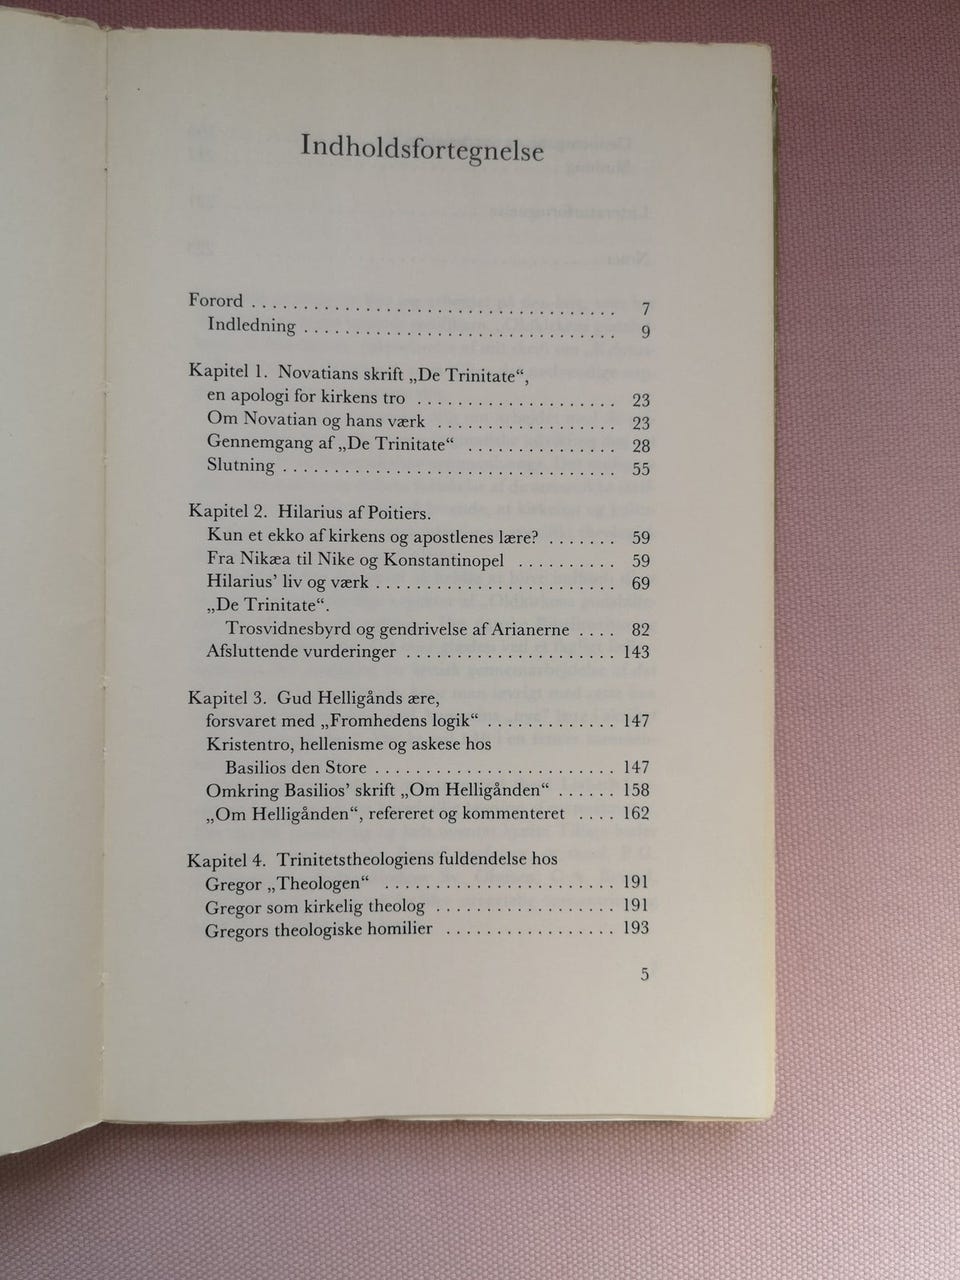 Indholdsfortegnelse
Forord . . . . . . . . . . . . . . . . . . . . . . . . . . . . . . . . . . . . 7
Indledning . . . . . . . . . . . . . . . . . . . . . . . . . . . . . . . 9
Kapitel 1. Novatians skrift „De Trinitate“,
en apologi for kirkens tro . . . . . . . . . . . . . . . . . . . . 23
Om Novatian og hans værk . . . . . . . . . . . . . . . . . . 23
Gennemgang af „De Trinitate“ . . . . . . . . . . . . . . . 28
Slutning . . . . . . . . . . . . . . . . . . . . . . . . . . . . . . . . . 55
Kapitel 2. Hilarius af Poitiers.
Kun et ekko af kirkens og apostlenes lære? . . . . . . . 59
Fra Nikæa til Nike og Konstantinopel . . . . . . . . . . 59
Hilarius’ liv og værk . . . . . . . . . . . . . . . . . . . . . . . . 69
„De Trinitate“.
Trosvidnesbyrd og gendrivelse af Arianerne . . . . 82
Afsluttende vurderinger . . . . . . . . . . . . . . . . . . . . . 143
Kapitel 3. Gud Helligånds ære,
forsvaret med „Fromhedens logik“ . . . . . . . . . . . . . 147
Kristentro, hellenisme og askese hos
Basilios den Store . . . . . . . . . . . . . . . . . . . . . . . . 147
Omkring Basilios’ skrift „Om Helligånden“ . . . . . . 158
„Om Helligånden“, refereret og kommenteret . . . . 162
Kapitel 4. Trinitetstheologiens fuldendelse hos
Gregor „Theologen“ . . . . . . . . . . . . . . . . . . . . . . . 191
Gregor som kirkelig theolog . . . . . . . . . . . . . . . . . . 191
Gregors theologiske homilier . . . . . . . . . . . . . . . . . 193
5